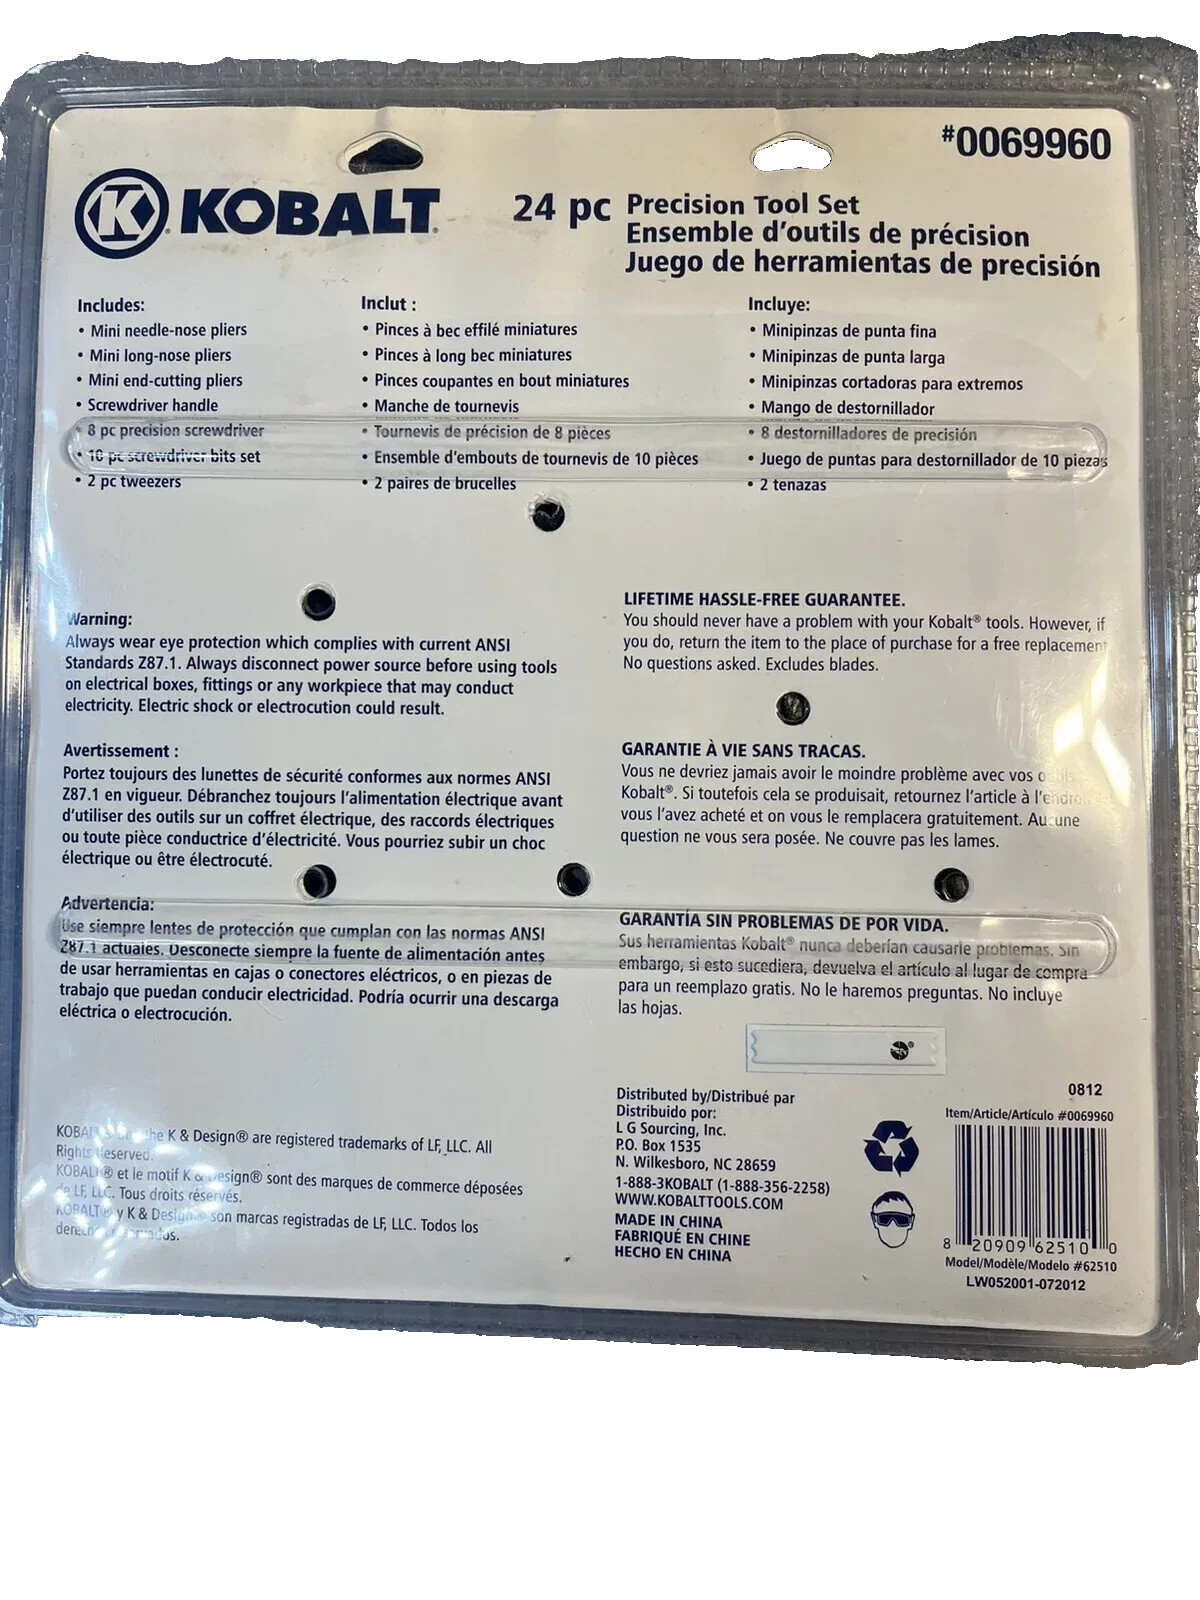 #0069960
K KOBALT®
24 pc Precision Tool Set
Ensemble d'outils de précision
Juego de herramientas de precisión
Includes:
• Mini needle-nose pliers
• Mini long-nose pliers
• Mini end-cutting pliers
• Screwdriver handle
• 8 pc precision screwdriver
• 10 pc screwdriver bits set
• 2 pc tweezers
Inclut :
• Pinces à bec effilé miniatures
• Pinces à long bec miniatures
• Pinces coupantes en bout miniatures
• Manche de tournevis
• Tournevis de précision de 8 pièces
• Ensemble d'embouts de tournevis de 10 pièces
• 2 paires de brucelles
Incluye:
• Minipinzas de punta fina
• Minipinzas de punta larga
• Minipinzas cortadoras para extremos
• Mango de destornillador
• 8 destornilladores de precisión
• Juego de puntas para destornillador de 10 piezas
• 2 tenazas
Warning:
Always wear eye protection which complies with current ANSI
Standards Z87.1. Always disconnect power source before using tools
on electrical boxes, fittings or any workpiece that may conduct
electricity. Electric shock or electrocution could result.
Avertissement :
Portez toujours des lunettes de sécurité conformes aux normes ANSI
Z87.1 en vigueur. Débranchez toujours l'alimentation électrique avant
d'utiliser des outils sur un coffret électrique, des raccords électriques
ou toute pièce conductrice d'électricité. Vous pourriez subir un choc
électrique ou être électrocuté.
Advertencia:
Use siempre lentes de protección que cumplan con las normas ANSI
Z87.1 actuales. Desconecte siempre la fuente de alimentación antes
de usar herramientas en cajas o conectores eléctricos, o en piezas de
trabajo que puedan conducir electricidad. Podría ocurrir una descarga
eléctrica o electrocución.
LIFETIME HASSLE-FREE GUARANTEE.
You should never have a problem with your Kobalt® tools. However, if
you do, return the item to the place of purchase for a free replacement
No questions asked. Excludes blades.
GARANTIE À VIE SANS TRACAS.
Vous ne devriez jamais avoir le moindre problème avec vos
Kobalt®. Si toutefois cela se produisait, retournez l'article à l'endroit
vous l'avez acheté et on vous le remplacera gratuitement. Aucune
question ne vous sera posée. Ne couvre pas les lames.
GARANTÍA SIN PROBLEMAS DE POR VIDA.
Sus herramientas Kobalt® nunca deberían causarle problemas. Sin
embargo, si esto sucediera, devuelva el artículo al lugar de compra
para un reemplazo gratis. No le haremos preguntas. No incluye
las hojas.
the K & Design® are registered trademarks of LF, LLC. All
Rights Reserved.
KOBALT® et le motif K & Design® sont des marques de commerce déposées
de LF, LLC. Tous droits réservés.
KOBALT® y K & Design® son marcas registradas de LF, LLC. Todos los
Distributed by/Distribué par
Distribuido por:
L G Sourcing, Inc.
P.O. Box 1535
N. Wilkesboro, NC 28659
1-888-3KOBALT (1-888-356-2258)
WWW.KOBALTTOOLS.COM
MADE IN CHINA
FABRIQUÉ EN CHINE
HECHO EN CHINA
0812
Item/Article/Artículo #0069960
8 20909 62510 0
Model/Modèle/Modelo #62510
LW052001-072012